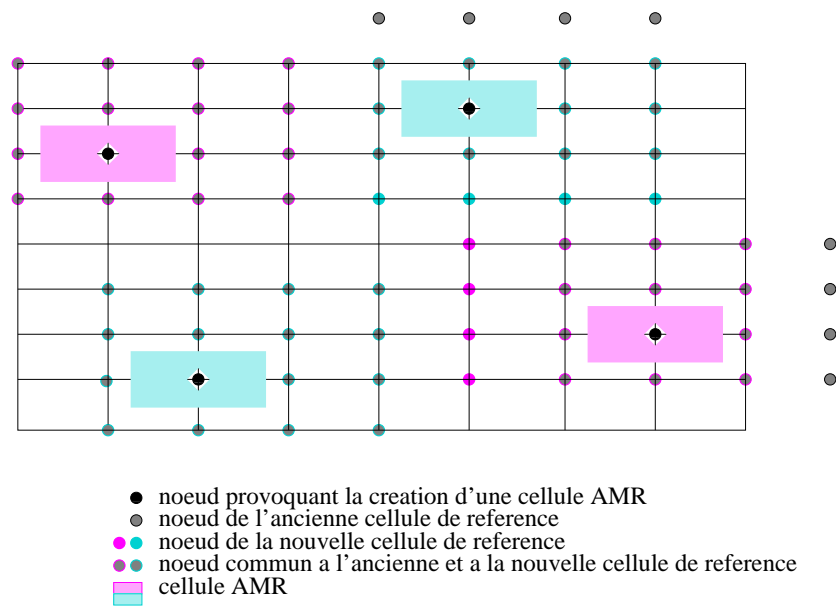 noeud provoquant la creation d’une cellule AMR
noeud de l’ancienne cellule de reference
noeud de la nouvelle cellule de reference
noeud commun a l’ancienne et a la nouvelle cellule de reference
cellule AMR